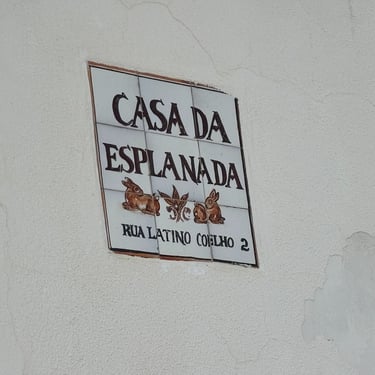 CASA DA
ESPLANADA
RUA LATINO COELHO 2